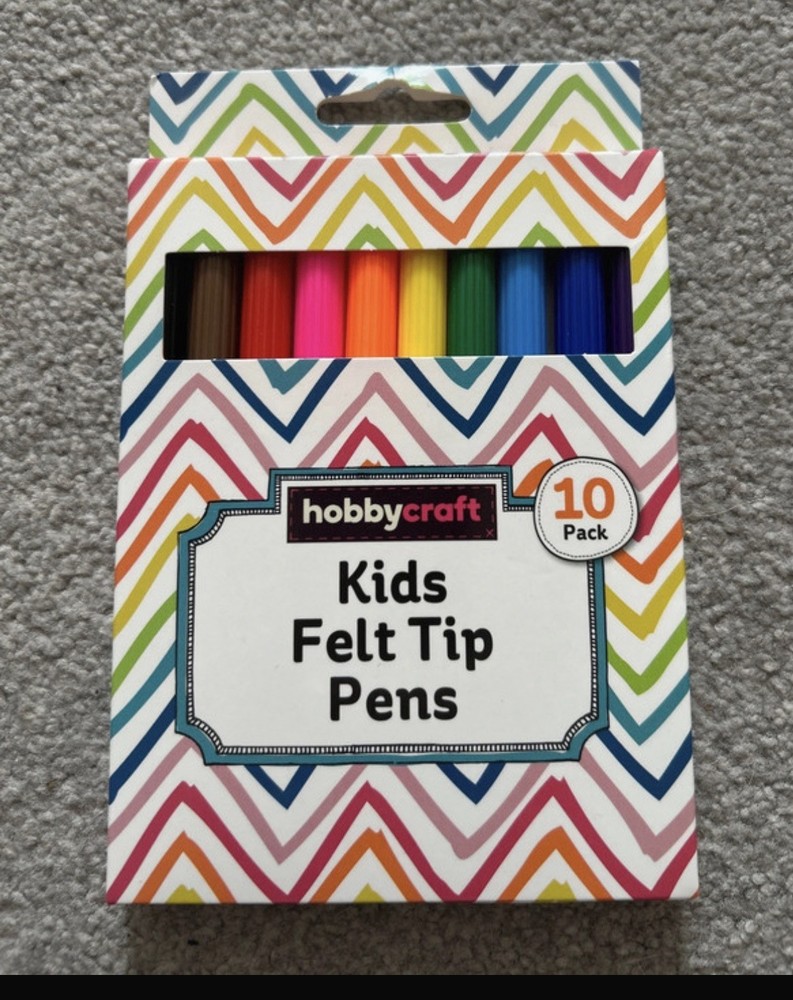 hobbycraft
10
Pack
Kids
Felt Tip
Pens